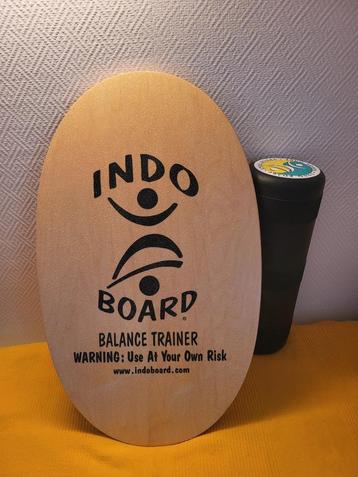 INDO
BOARD®
BALANCE TRAINER
WARNING: Use At Your Own Risk
www.indoboard.com